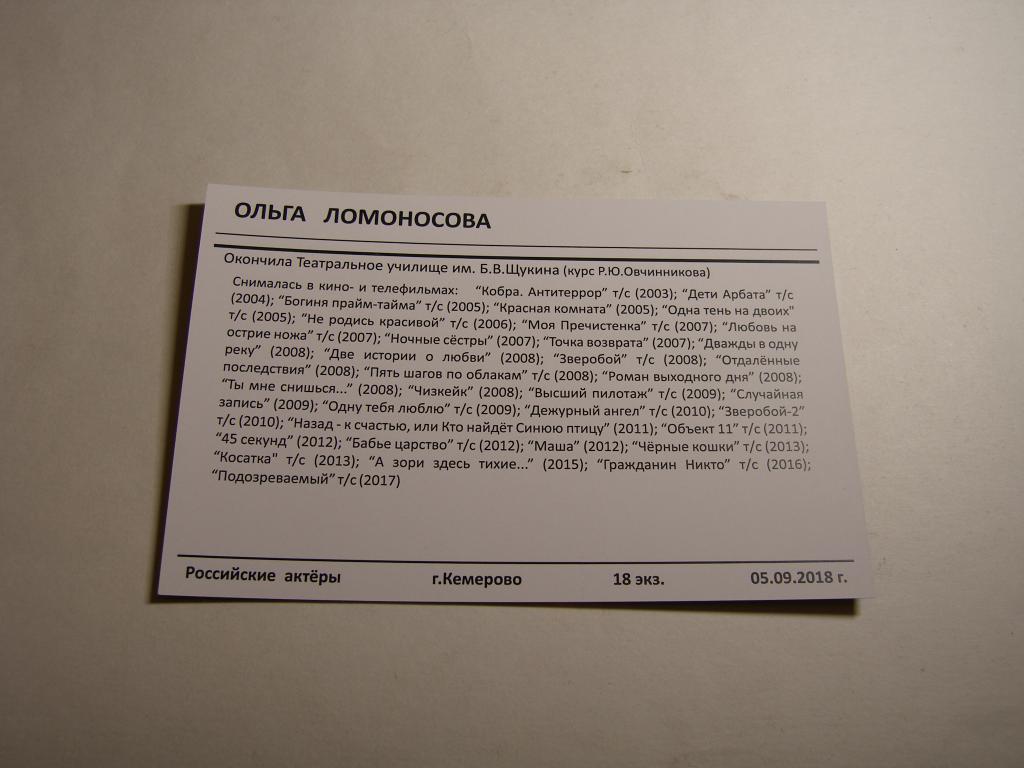 ОЛЬГА ЛОМОНОСОВА
Окончила Театральное училище им. Б.В.Щукина (курс Р.Ю.Овчинникова)
Снималась в кино- и телефильмах: “Кобра. Антитеррор” т/с (2003); “Дети Арбата” т/с
(2004); “Богиня прайм-тайма” т/с (2005); “Красная комната” (2005); “Одна тень на двоих"
т/с (2005); “Не родись красивой” т/с (2006); “Моя Пречистенка” т/с (2007); “Любовь на
острие ножа” т/с (2007); “Ночные сёстры” (2007); “Точка возврата” (2007); “Дважды в одну
реку” (2008); “Две истории о любви” (2008); “Зверобой” т/с (2008); “Отдалённые
последствия” (2008); “Пять шагов по облакам” т/с (2008); “Роман выходного дня” (2008);
“Ты мне снишься...” (2008); “Чизкейк” (2008); “Высший пилотаж” т/с (2009); “Случайная
запись” (2009); “Одну тебя люблю” т/с (2009); “Дежурный ангел” т/с (2010); “Зверобой-2”
т/с (2010); “Назад - к счастью, или Кто найдёт Синюю птицу” (2011); “Объект 11” т/с (2011);
“45 секунд” (2012); “Бабье царство” т/с (2012); “Маша” (2012); “Чёрные кошки” т/с (2013);
“Косатка" т/с (2013); “А зори здесь тихие...” (2015); “Гражданин Никто” т/с (2016);
“Подозреваемый” т/с (2017)
Российские актёры г.Кемерово 18 экз. 05.09.2018 г.